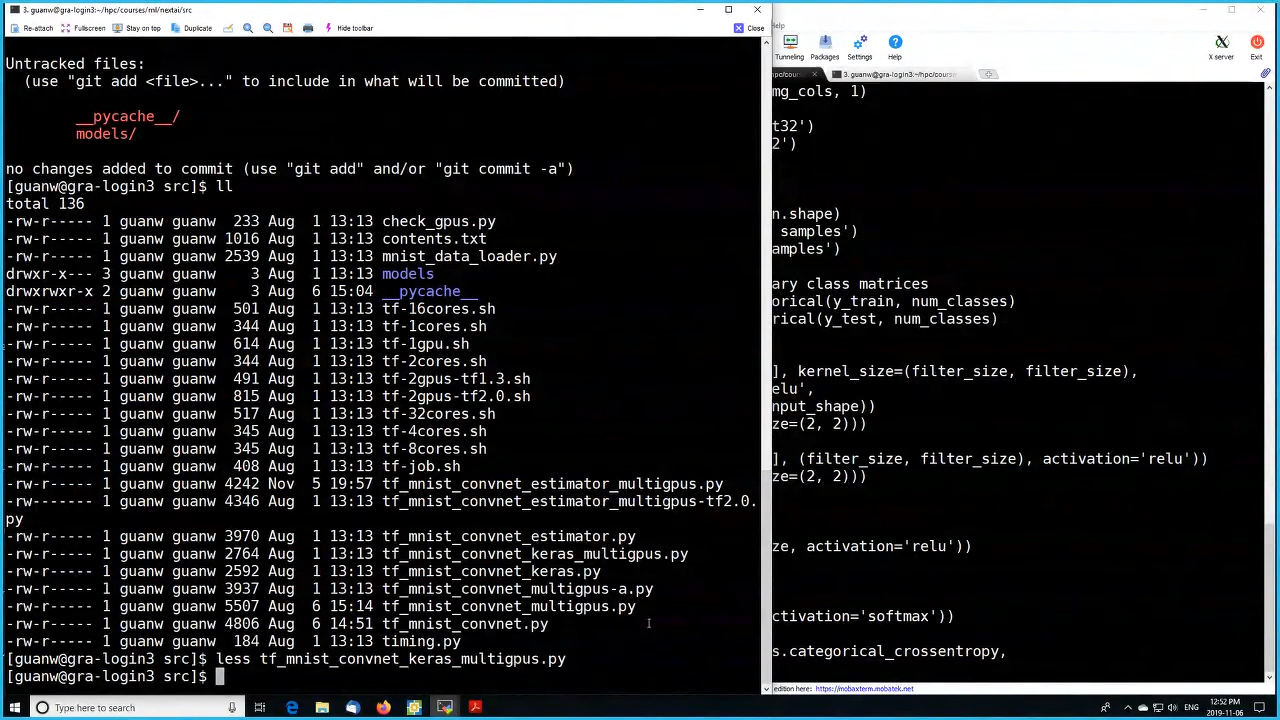 3. guanw@gra-login3:~/hpc/courses/ml/nextai/src
Re-attach Fullscreen Stay on top Duplicate Hide toolbar Close
Untracked files:
(use "git add <file>..." to include in what will be committed)
__pycache__/
models/
no changes added to commit (use "git add" and/or "git commit -a")
[guanw@gra-login3 src]$ ll
total 136
-rw-r----- 1 guanw guanw 233 Aug 1 13:13 check_gpus.py
-rw-r----- 1 guanw guanw 1016 Aug 1 13:13 contents.txt
-rw-r----- 1 guanw guanw 2539 Aug 1 13:13 mnist_data_loader.py
drwxr-x--- 3 guanw guanw 3 Aug 1 13:13 models
drwxrwxr-x 2 guanw guanw 3 Aug 6 15:04 __pycache__
-rw-r----- 1 guanw guanw 501 Aug 1 13:13 tf-16cores.sh
-rw-r----- 1 guanw guanw 344 Aug 1 13:13 tf-1cores.sh
-rw-r----- 1 guanw guanw 614 Aug 1 13:13 tf-1gpu.sh
-rw-r----- 1 guanw guanw 344 Aug 1 13:13 tf-2cores.sh
-rw-r----- 1 guanw guanw 491 Aug 1 13:13 tf-2gpus-tf1.3.sh
-rw-r----- 1 guanw guanw 815 Aug 1 13:13 tf-2gpus-tf2.0.sh
-rw-r----- 1 guanw guanw 517 Aug 1 13:13 tf-32cores.sh
-rw-r----- 1 guanw guanw 345 Aug 1 13:13 tf-4cores.sh
-rw-r----- 1 guanw guanw 345 Aug 1 13:13 tf-8cores.sh
-rw-r----- 1 guanw guanw 408 Aug 1 13:13 tf-job.sh
-rw-r----- 1 guanw guanw 4242 Nov 5 19:57 tf_mnist_convnet_estimator_multigpus.py
-rw-r----- 1 guanw guanw 4346 Aug 1 13:13 tf_mnist_convnet_estimator_multigpus-tf2.0.
py
-rw-r----- 1 guanw guanw 3970 Aug 1 13:13 tf_mnist_convnet_estimator.py
-rw-r----- 1 guanw guanw 2764 Aug 1 13:13 tf_mnist_convnet_keras_multigpus.py
-rw-r----- 1 guanw guanw 2592 Aug 1 13:13 tf_mnist_convnet_keras.py
-rw-r----- 1 guanw guanw 3937 Aug 1 13:13 tf_mnist_convnet_multigpus-a.py
-rw-r----- 1 guanw guanw 5507 Aug 6 15:14 tf_mnist_convnet_multigpus.py
-rw-r----- 1 guanw guanw 4806 Aug 6 14:51 tf_mnist_convnet.py
-rw-r----- 1 guanw guanw 184 Aug 1 13:13 timing.py
[guanw@gra-login3 src]$ less tf_mnist_convnet_keras_multigpus.py
[guanw@gra-login3 src]$
Help
Tunneling Packages Settings Help X server Exit
hpc/cours 3. guanw@gra-login3:~/hpc/course
mg_cols, 1)
t32')
2')
n.shape)
samples')
amples')
ary class matrices
orical(y_train, num_classes)
rical(y_test, num_classes)
], kernel_size=(filter_size, filter_size),
elu',
nput_shape))
ze=(2, 2)))
], (filter_size, filter_size), activation='relu'))
ze=(2, 2)))
ze, activation='relu'))
ctivation='softmax'))
s.categorical_crossentropy,
edition here: https://mobaxterm.mobatek.net
Type here to search
12:52 PM
2019-11-06